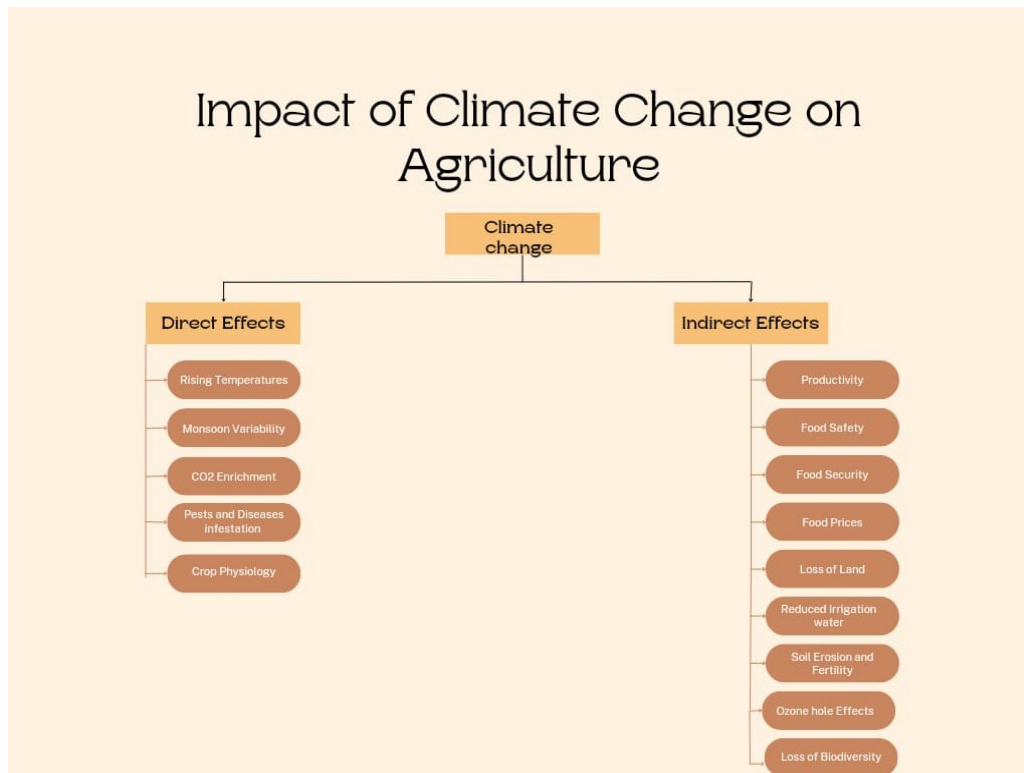 Impact of Climate Change on
Agriculture
Climate
change
Direct Effects
Rising Temperatures
Monsoon Variability
CO2 Enrichment
Pests and Diseases
infestation
Crop Physiology
Indirect Effects
Productivity
Food Safety
Food Security
Food Prices
Loss of Land
Reduced Irrigation
water
Soil Erosion and
Fertility
Ozone hole Effects
Loss of Biodiversity